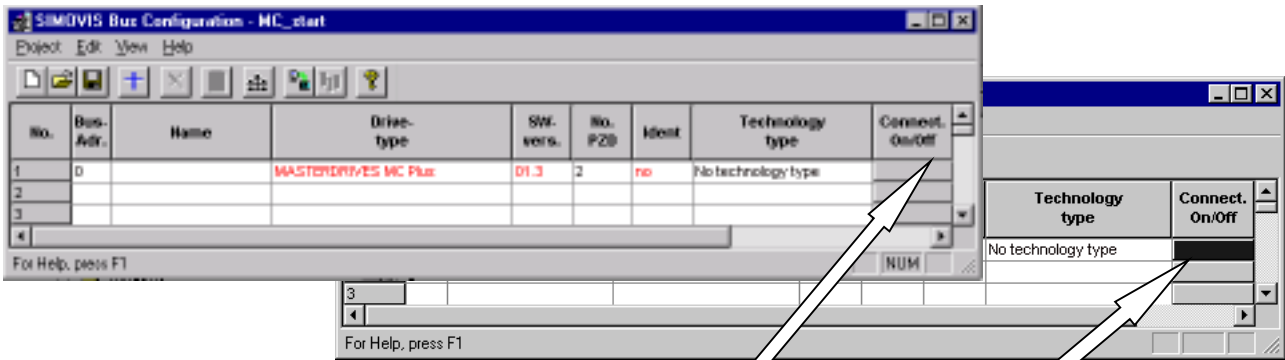 SIMOVIS Bus Configuration - MC_start
Project Edit View Help
No. Bus-Adr. Name Drive-type SW-vers. No. PZD Ident Technology type Connect. On/Off
1 0 MASTERDRIVES MC Plus 01.3 2 no No technology type
2
3
For Help, press F1 NUM
Technology type Connect. On/Off
No technology type
3
For Help, press F1